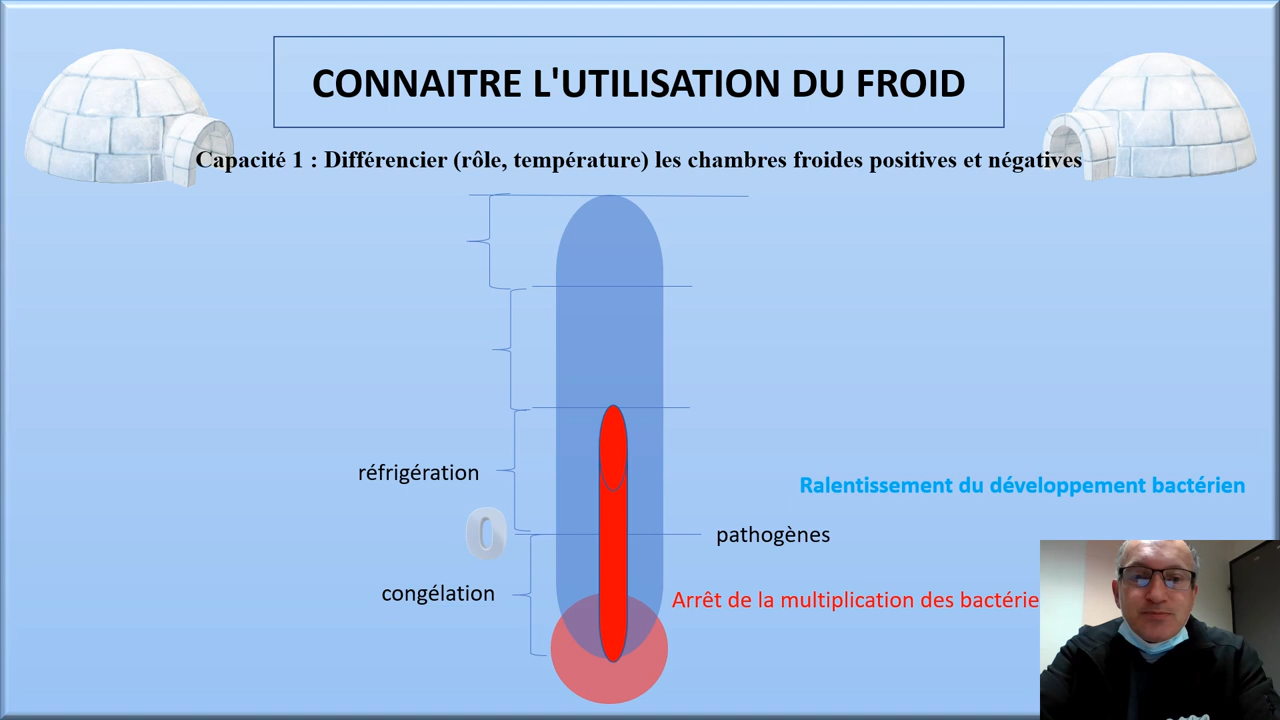 CONNAITRE L'UTILISATION DU FROID
Capacité 1 : Différencier (rôle, température) les chambres froides positives et négatives
réfrigération
Ralentissement du développement bactérien
0
pathogènes
congélation
Arrêt de la multiplication des bactérie